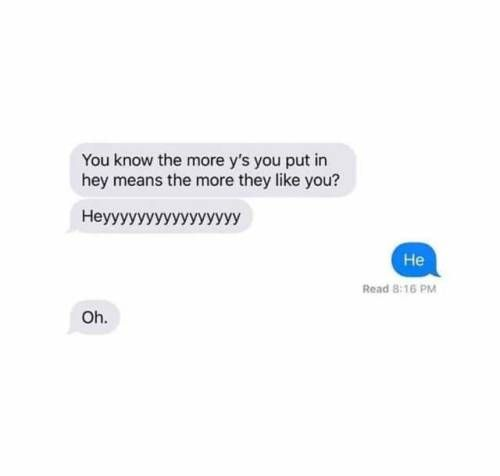 You know the more y's you put in
hey means the more they like you?
Heyyyyyyyyyyyyyyyy
He
Read 8:16 PM
Oh.